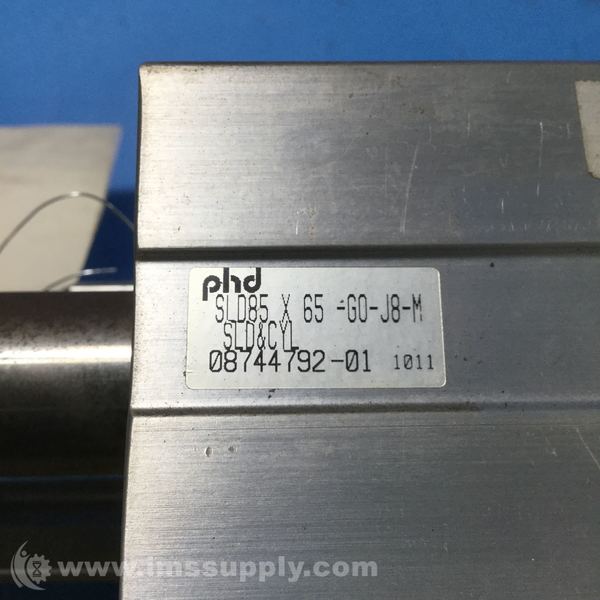 phd
SLD85 X 65 -G0-J8-M
SLD&CYL
08744792-01 1011
www.imssupply.com